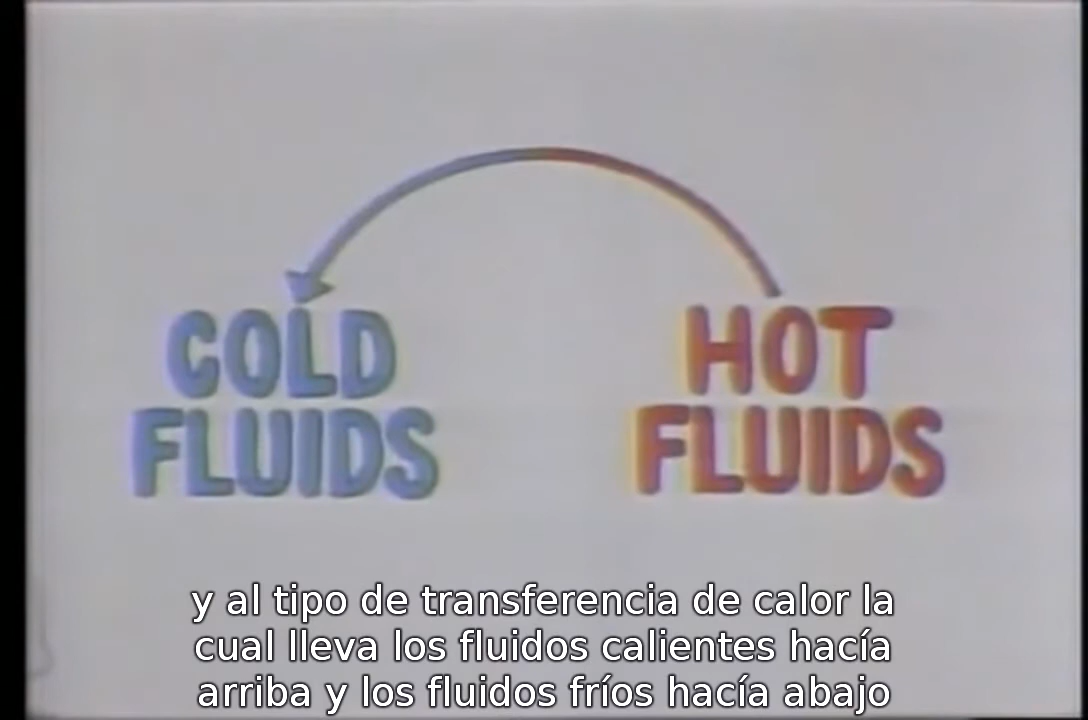 COLD
FLUIDS
HOT
FLUIDS
y al tipo de transferencia de calor la
cual lleva los fluidos calientes hacía
arriba y los fluidos fríos hacía abajo